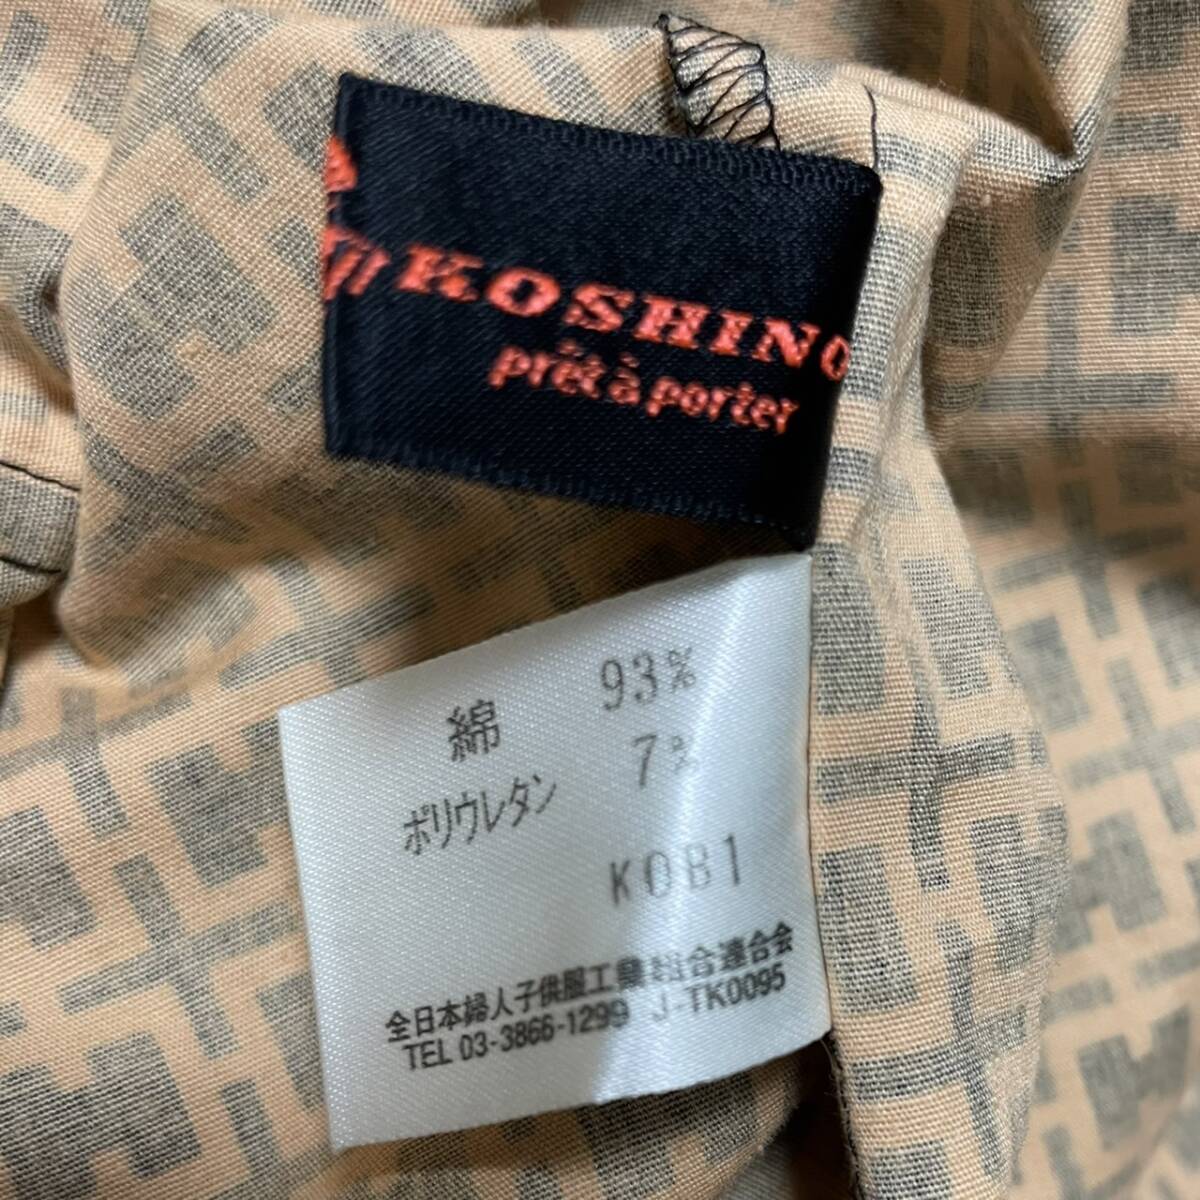 KOSHINO
prêt à porter
綿 93%
ポリウレタン 7%
KOB1
全日本婦人子供服工業組合連合会
TEL 03-3866-1299 J-TK0095